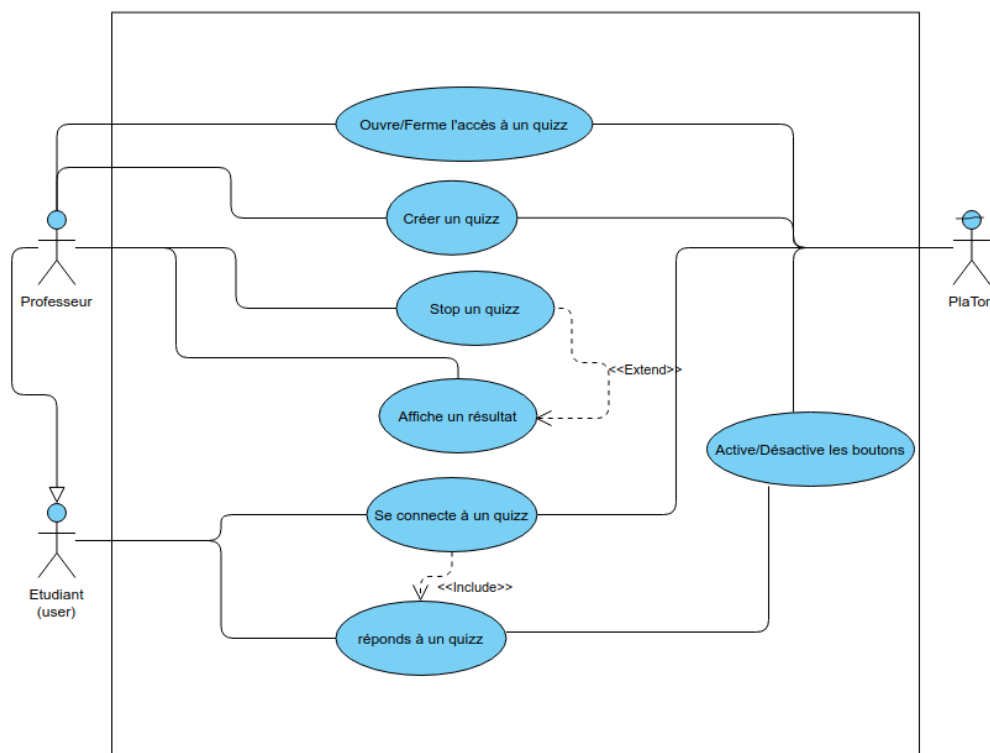 Ouvre/Ferme l'accès à un quizz
Créer un quizz
Professeur
PlaTon
Stop un quizz
<<Extend>>
Affiche un résultat
Active/Désactive les boutons
Se connecte à un quizz
<<Include>>
Etudiant
(user)
réponds à un quizz